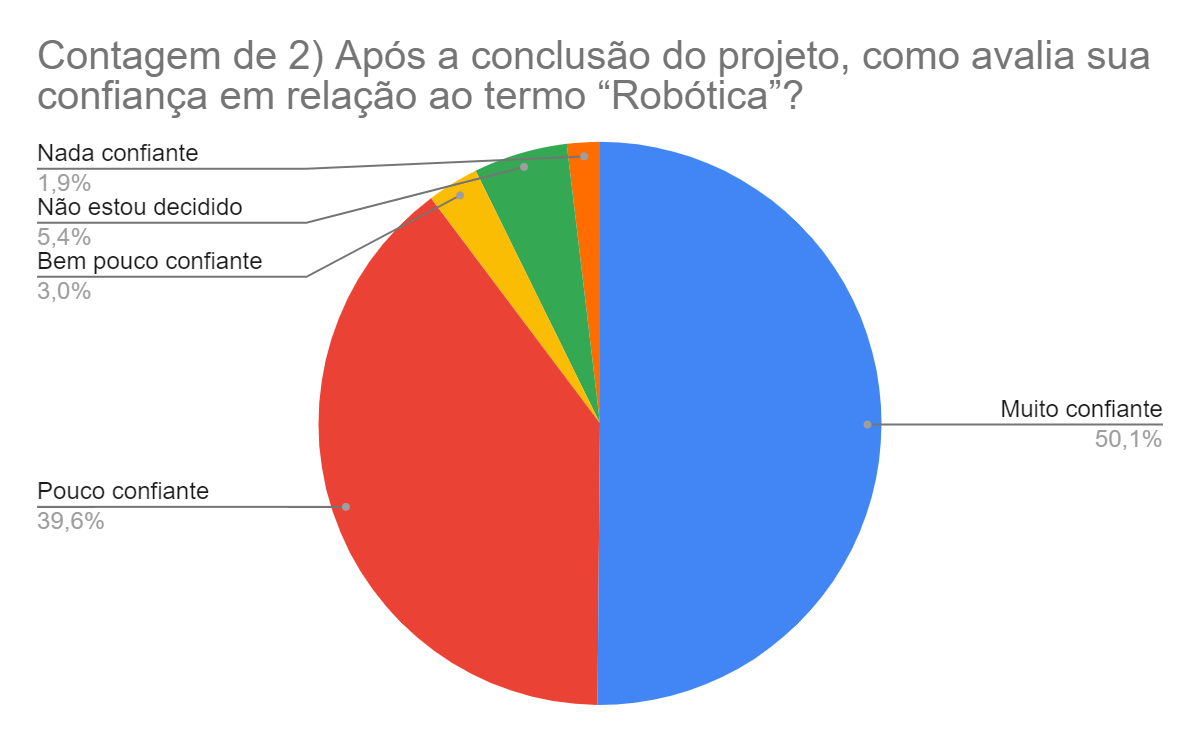 Contagem de 2) Após a conclusão do projeto, como avalia sua
confiança em relação ao termo “Robótica”?
Nada confiante
1,9%
Não estou decidido
5,4%
Bem pouco confiante
3,0%
Muito confiante
50,1%
Pouco confiante
39,6%